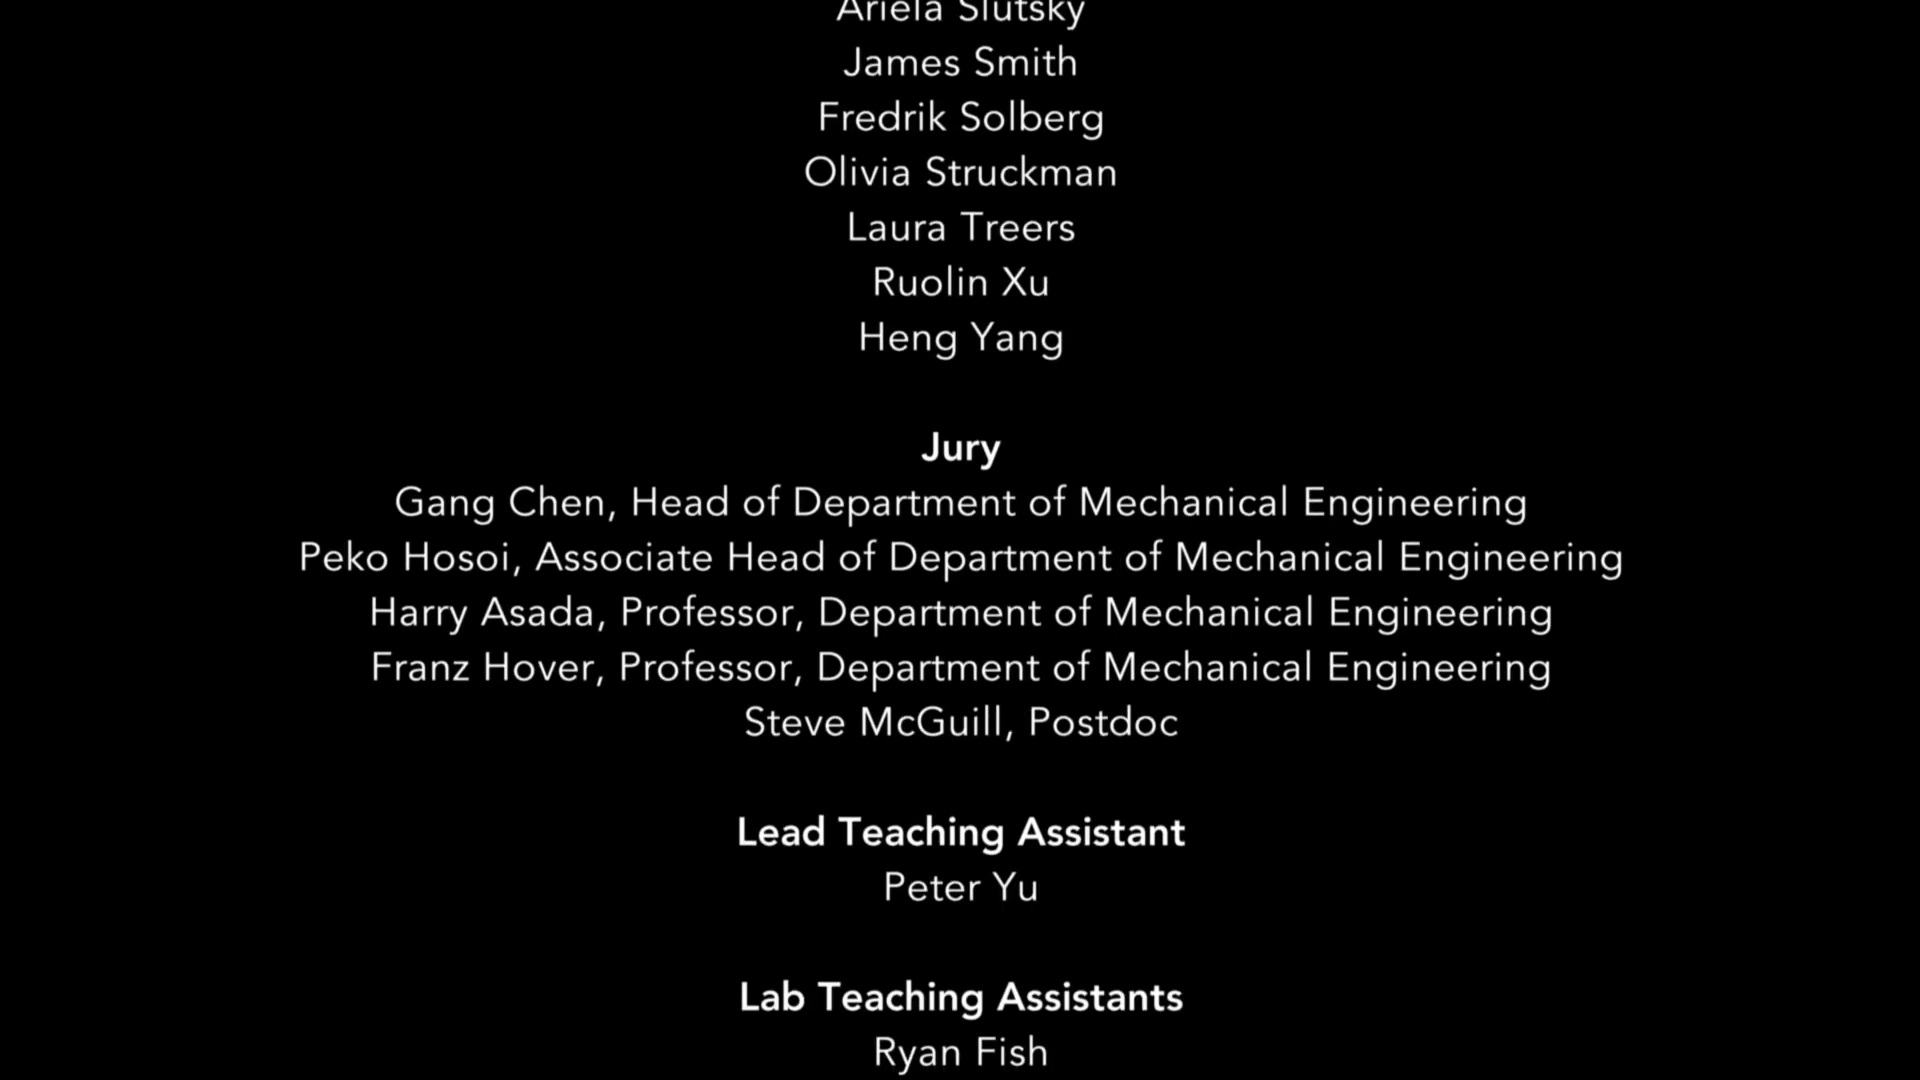 Ariela Slutsky
James Smith
Fredrik Solberg
Olivia Struckman
Laura Treers
Ruolin Xu
Heng Yang
Jury
Gang Chen, Head of Department of Mechanical Engineering
Peko Hosoi, Associate Head of Department of Mechanical Engineering
Harry Asada, Professor, Department of Mechanical Engineering
Franz Hover, Professor, Department of Mechanical Engineering
Steve McGuill, Postdoc
Lead Teaching Assistant
Peter Yu
Lab Teaching Assistants
Ryan Fish